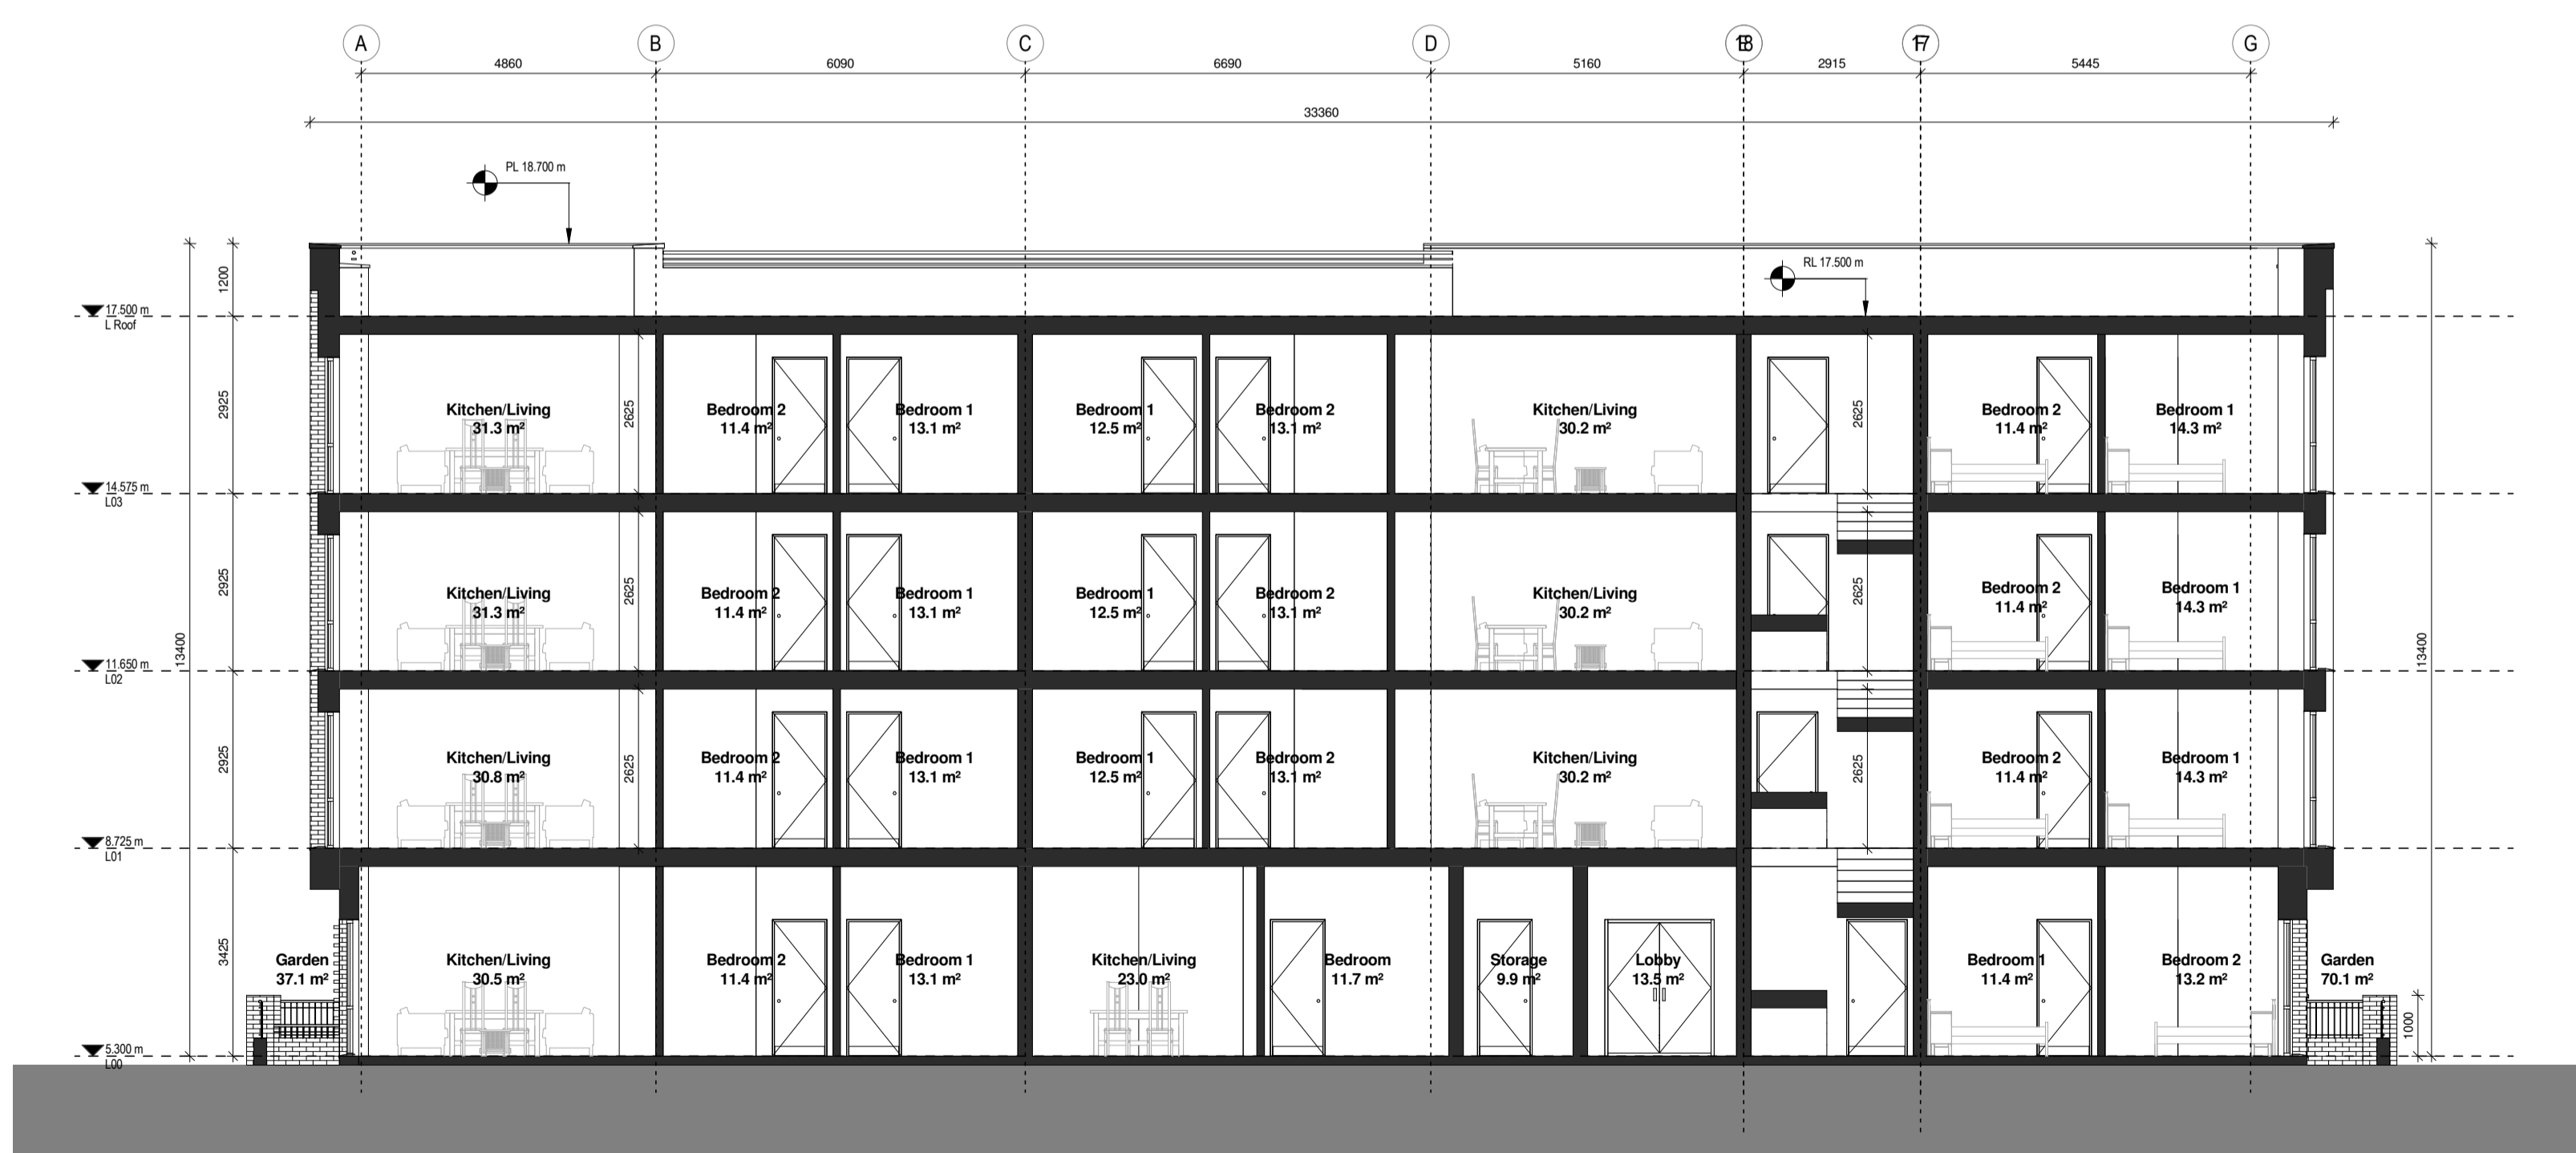 A B C D G
4860 6090 6690 5160 2915 5445
33360
PL 18.700 m
RL 17.500 m
1200
17.500 m
L Roof
2925
Kitchen/Living
31.3 m²
2625
Bedroom 2
11.4 m²
Bedroom 1
13.1 m²
Bedroom 1
12.5 m²
Bedroom 2
13.1 m²
Kitchen/Living
30.2 m²
2625
Bedroom 2
11.4 m²
Bedroom 1
14.3 m²
14.575 m
L03
2925
Kitchen/Living
31.3 m²
2625
Bedroom 2
11.4 m²
Bedroom 1
13.1 m²
Bedroom 1
12.5 m²
Bedroom 2
13.1 m²
Kitchen/Living
30.2 m²
2625
Bedroom 2
11.4 m²
Bedroom 1
14.3 m²
13400
13400
11.650 m
L02
2925
Kitchen/Living
30.8 m²
2625
Bedroom 2
11.4 m²
Bedroom 1
13.1 m²
Bedroom 1
12.5 m²
Bedroom 2
13.1 m²
Kitchen/Living
30.2 m²
2625
Bedroom 2
11.4 m²
Bedroom 1
14.3 m²
8.725 m
L01
3425
Garden
37.1 m²
Kitchen/Living
30.5 m²
Bedroom 2
11.4 m²
Bedroom 1
13.1 m²
Kitchen/Living
23.0 m²
Bedroom
11.7 m²
Storage
9.9 m²
Lobby
13.5 m²
Bedroom 1
11.4 m²
Bedroom 2
13.2 m²
Garden
70.1 m²
1000
5.300 m
L00